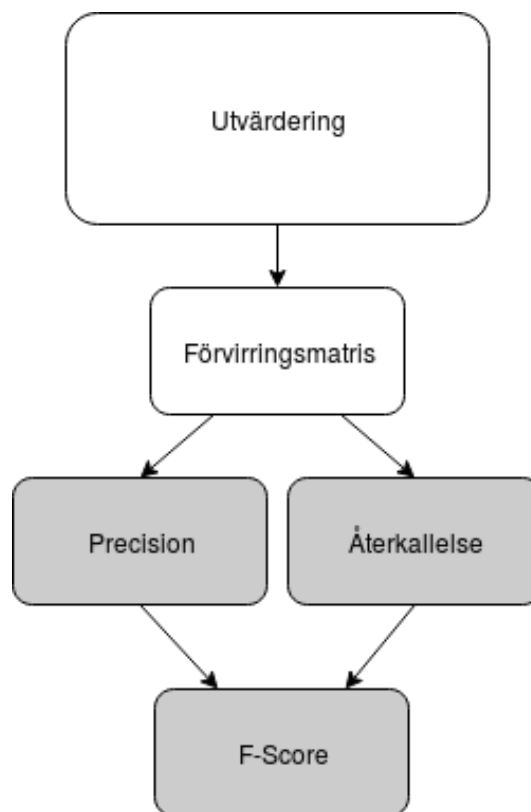 Utvärdering
Förvirringsmatris
Precision
Återkallelse
F-Score